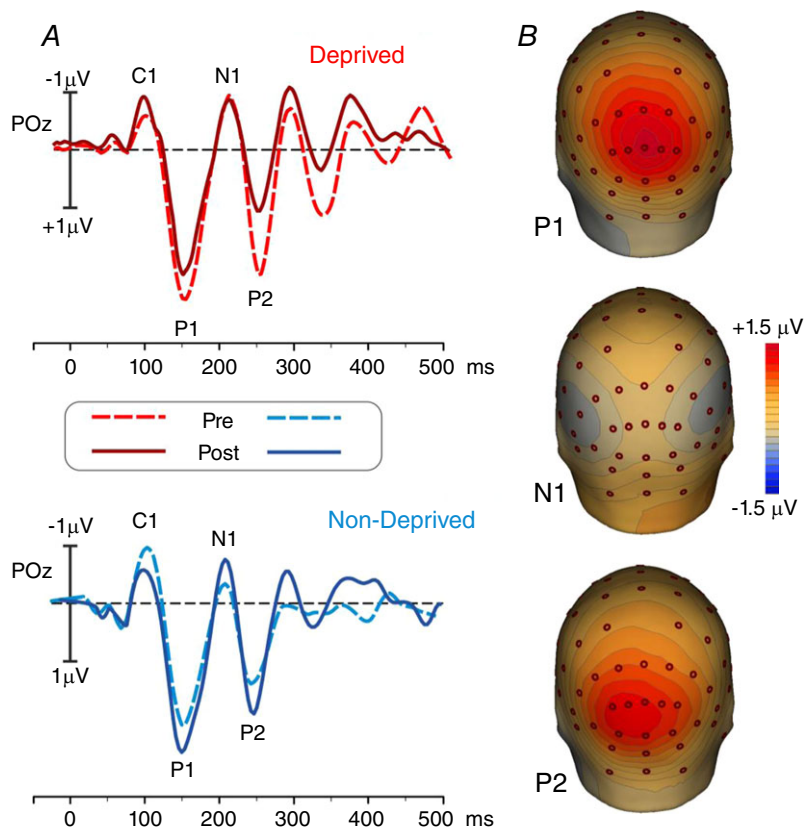 A
Deprived
C1
N1
-1µV
POz
+1µV
P1
P2
0 100 200 300 400 500 ms
Pre
Post
Non-Deprived
C1
N1
-1µV
POz
1µV
P1
P2
0 100 200 300 400 500 ms
B
P1
+1.5 µV
N1
-1.5 µV
P2